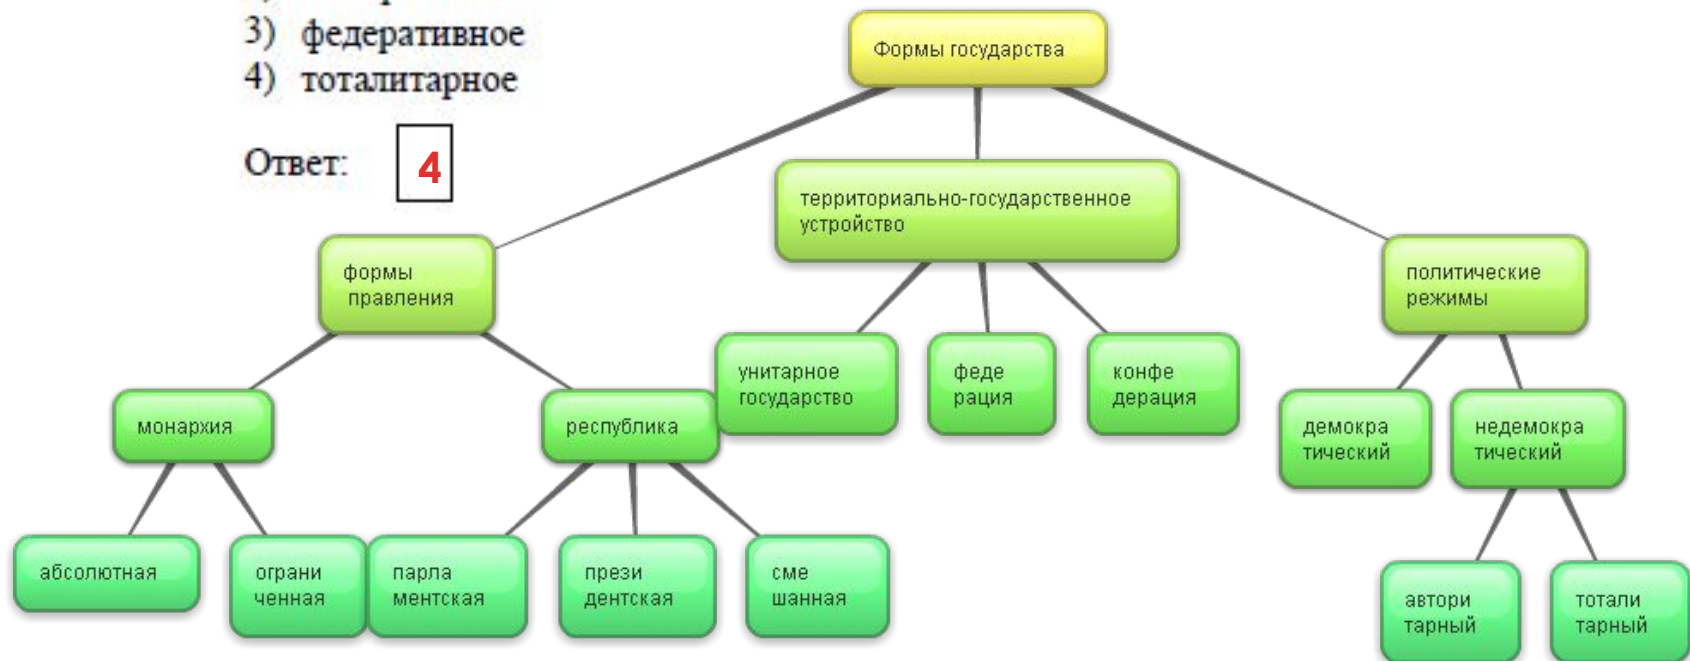 3) федеративное
4) тоталитарное
Ответ: 4
Формы государства
территориально-государственное
устройство
формы
правления
политические
режимы
унитарное
государство
феде
рация
конфе
дерация
монархия
республика
демокра
тический
недемокра
тический
абсолютная
ограни
ченная
парла
ментская
прези
дентская
сме
шанная
автори
тарный
тотали
тарный